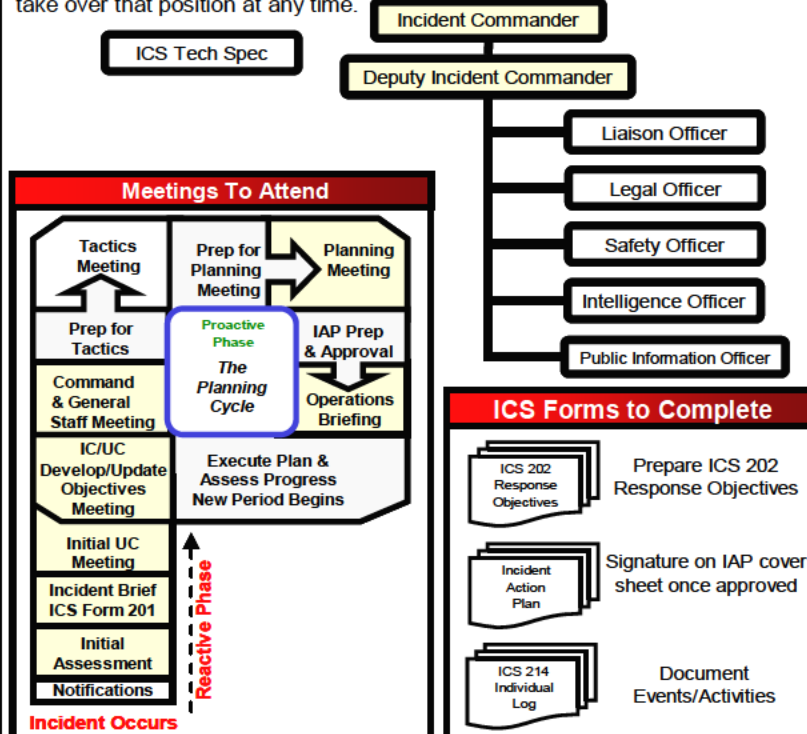 take over that position at any time.
Incident Commander
ICS Tech Spec
Deputy Incident Commander
Liaison Officer
Legal Officer
Safety Officer
Intelligence Officer
Public Information Officer
Meetings To Attend
Tactics
Meeting
Prep for
Planning
Meeting
Planning
Meeting
Prep for
Tactics
Proactive
Phase
The
Planning
Cycle
IAP Prep
& Approval
Command
& General
Staff Meeting
Operations
Briefing
IC/UC
Develop/Update
Objectives
Meeting
Execute Plan &
Assess Progress
New Period Begins
Initial UC
Meeting
Incident Brief
ICS Form 201
Initial
Assessment
Notifications
Reactive Phase
Incident Occurs
ICS Forms to Complete
ICS 202
Response
Objectives
Prepare ICS 202
Response Objectives
Incident
Action
Plan
Signature on IAP cover
sheet once approved
ICS 214
Individual
Log
Document
Events/Activities